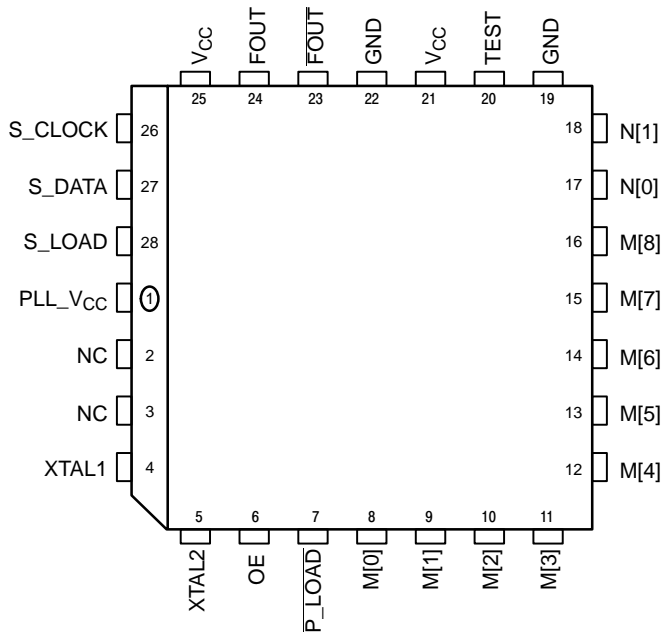 VCC
FOUT
FOUT
GND
VCC
TEST
GND
25
24
23
22
21
20
19
S_CLOCK 26
S_DATA 27
S_LOAD 28
PLL_VCC 1
NC 2
NC 3
XTAL1 4
18 N[1]
17 N[0]
16 M[8]
15 M[7]
14 M[6]
13 M[5]
12 M[4]
5
6
7
8
9
10
11
XTAL2
OE
P_LOAD
M[0]
M[1]
M[2]
M[3]